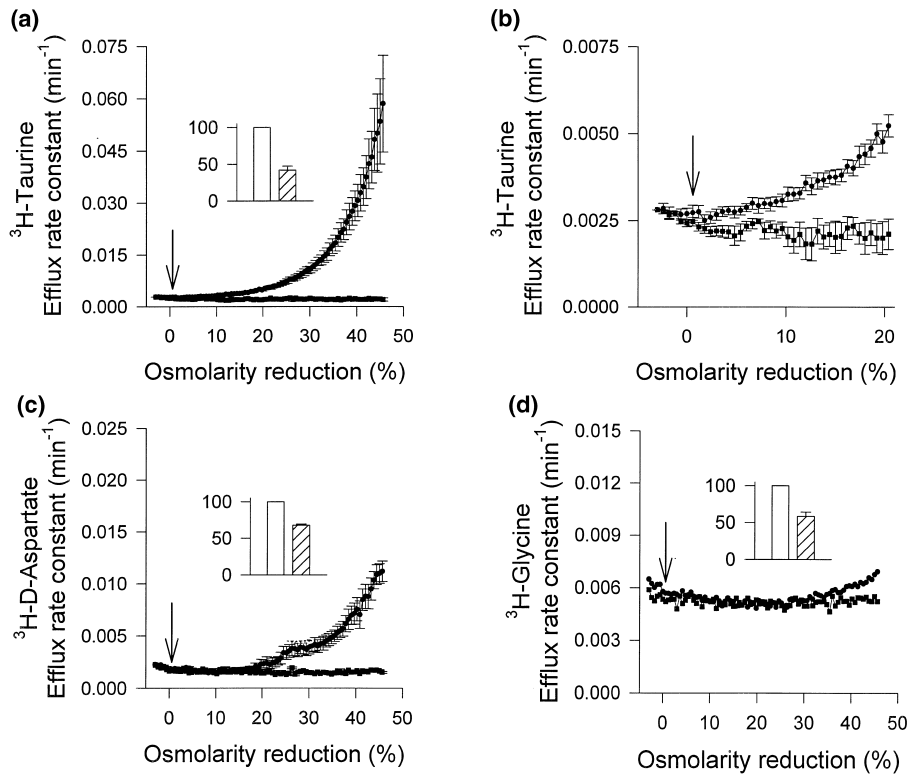 (a)
³H-Taurine
Efflux rate constant (min⁻¹)
0.075
0.060
0.045
0.030
0.015
0.000
100
50
0
0 10 20 30 40 50
Osmolarity reduction (%)
(b)
³H-Taurine
Efflux rate constant (min⁻¹)
0.0075
0.0050
0.0025
0.0000
0 10 20
Osmolarity reduction (%)
(c)
³H-D-Aspartate
Efflux rate constant (min⁻¹)
0.025
0.020
0.015
0.010
0.005
0.000
100
50
0
0 10 20 30 40 50
Osmolarity reduction (%)
(d)
³H-Glycine
Efflux rate constant (min⁻¹)
0.015
0.012
0.009
0.006
0.003
0.000
100
50
0
0 10 20 30 40 50
Osmolarity reduction (%)